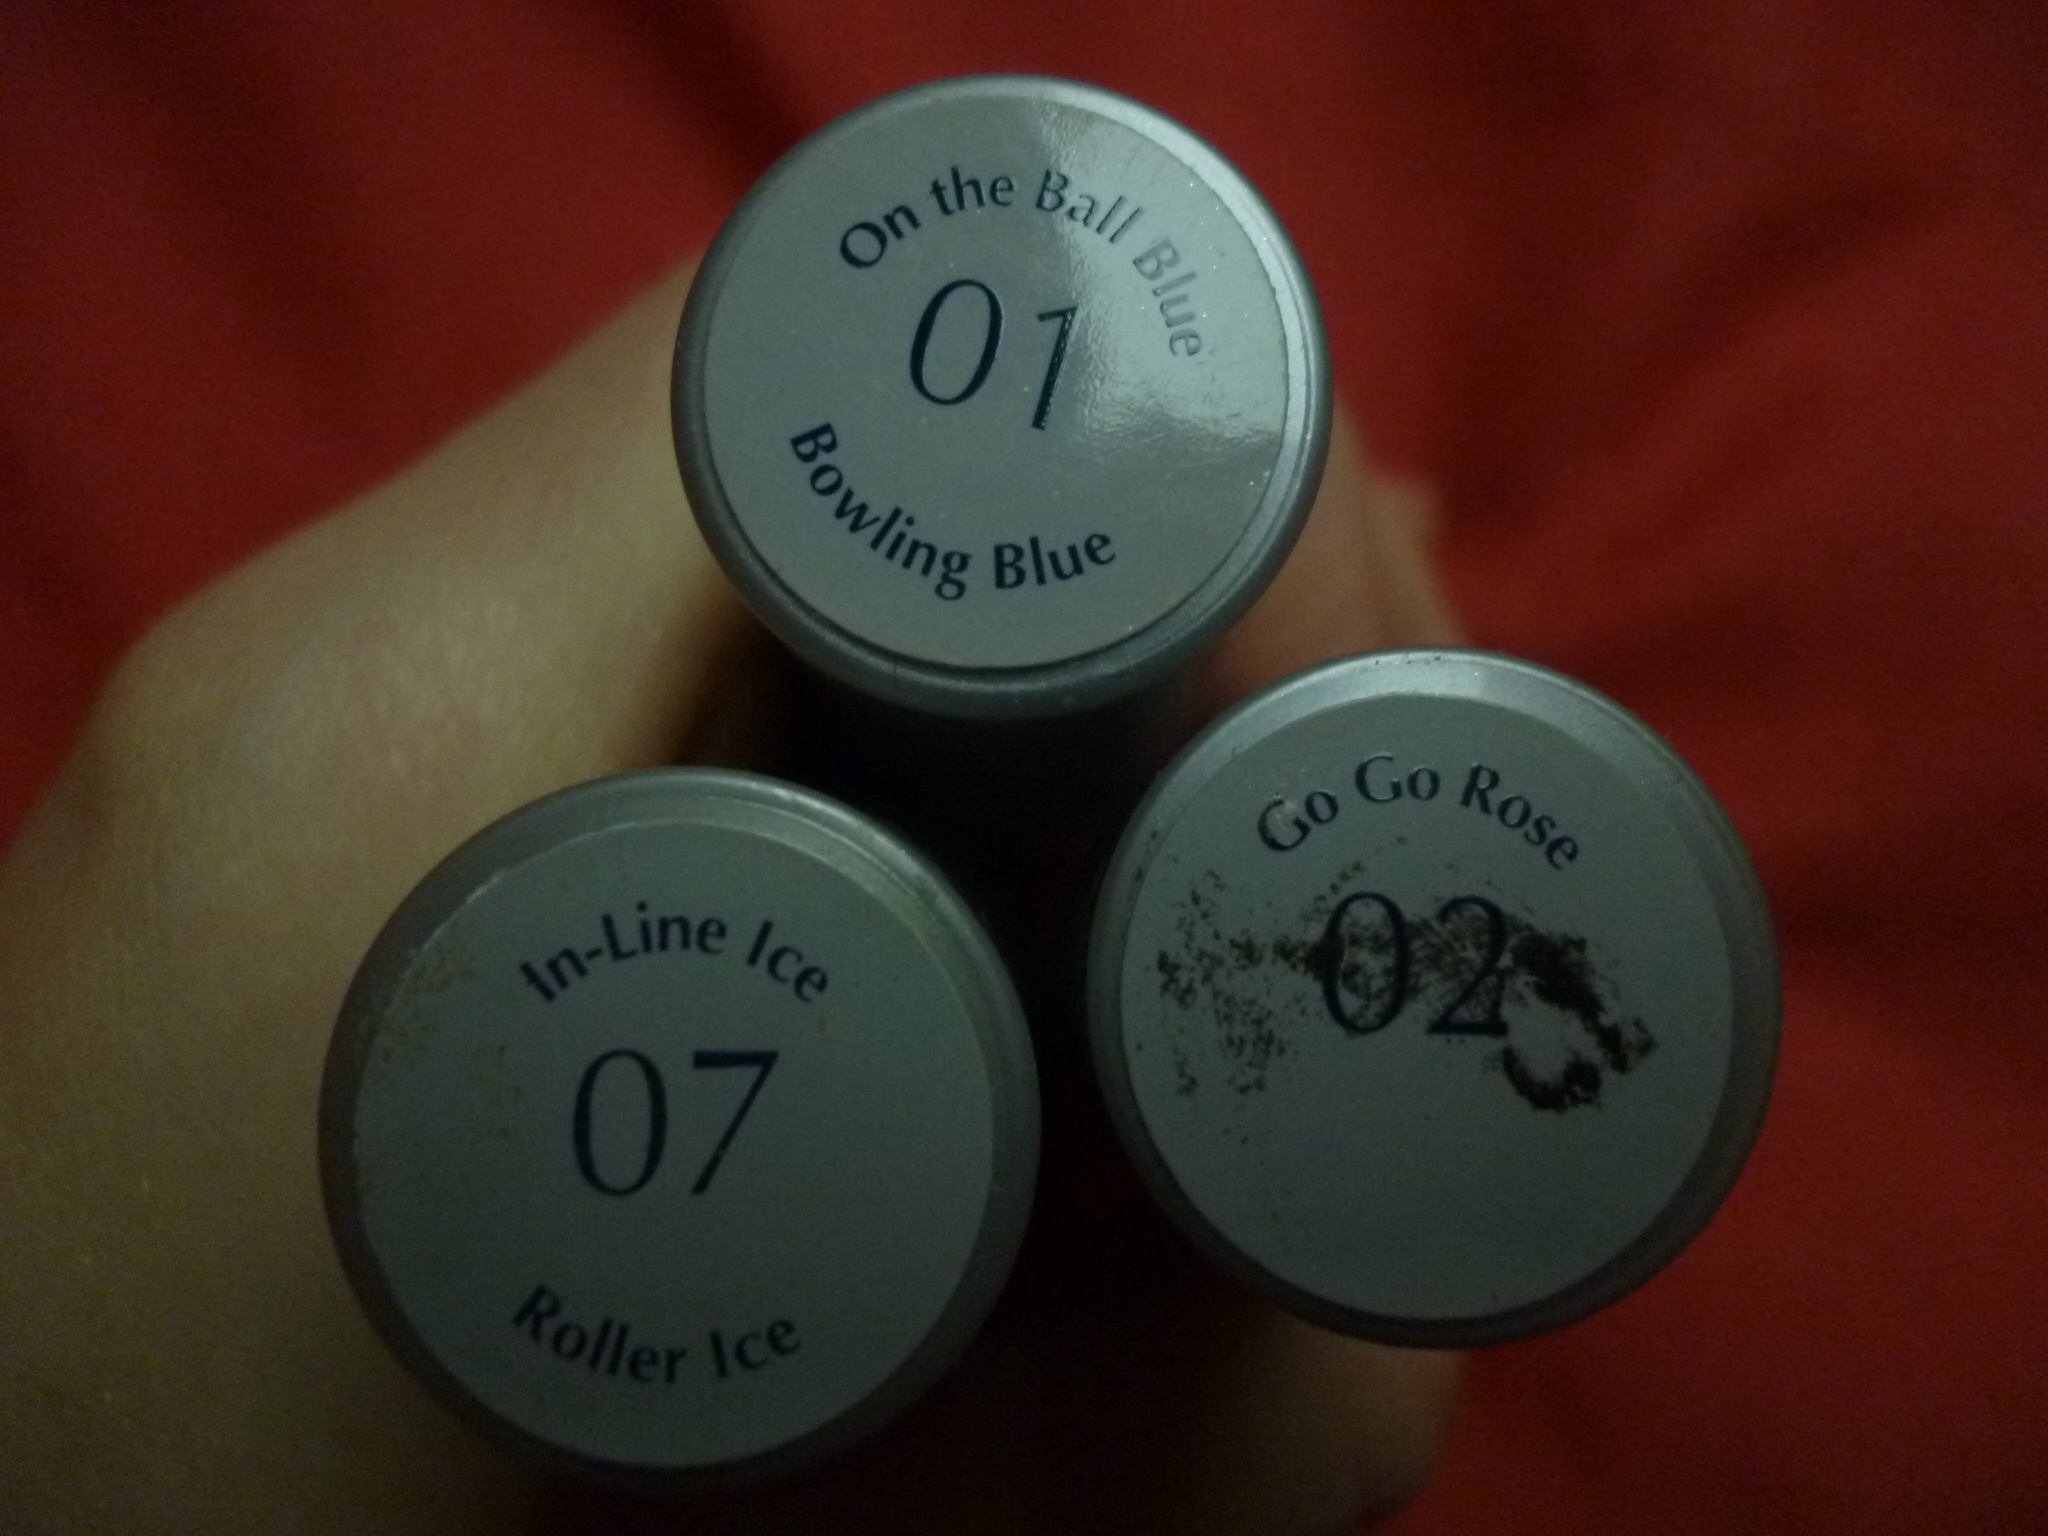 On the Ball Blue
01
Bowling Blue
In-Line Ice
07
Roller Ice
Go Go Rose
02